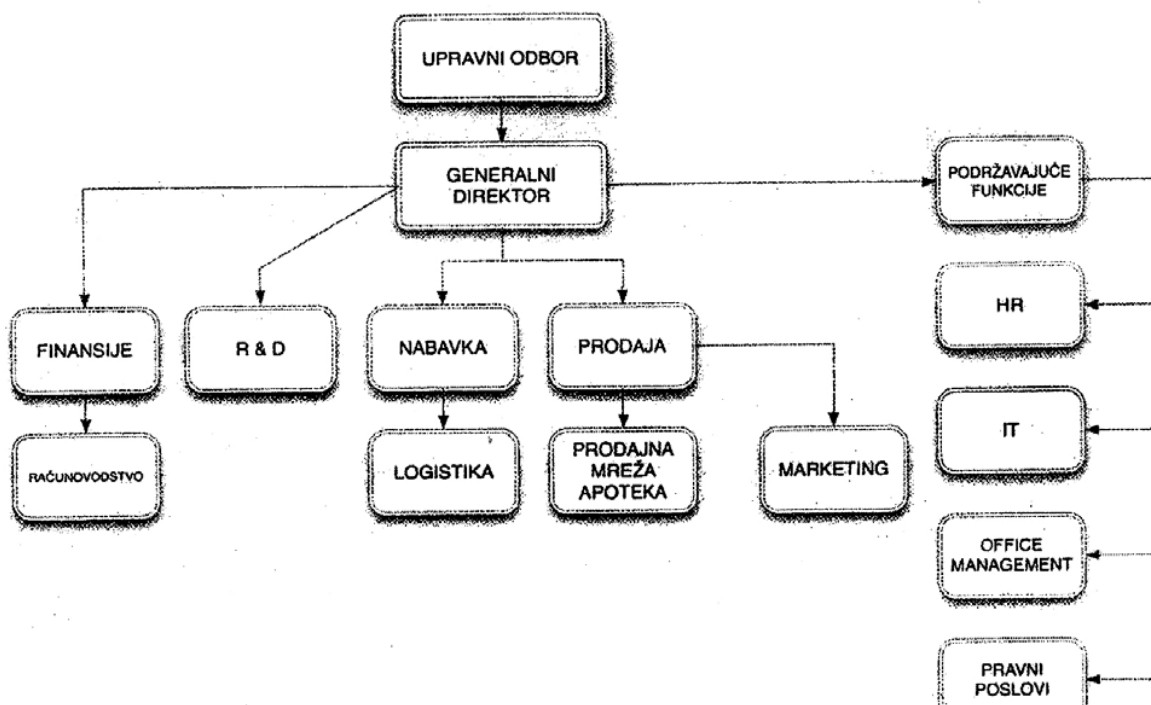 UPRAVNI ODBOR
GENERALNI
DIREKTOR
PODRŽAVAJUĆE
FUNKCIJE
FINANSIJE
R & D
NABAVKA
PRODAJA
HR
RAČUNOVODSTVO
LOGISTIKA
PRODAJNA
MREŽA
APOTEKA
MARKETING
IT
OFFICE
MANAGEMENT
PRAVNI
POSLOVI